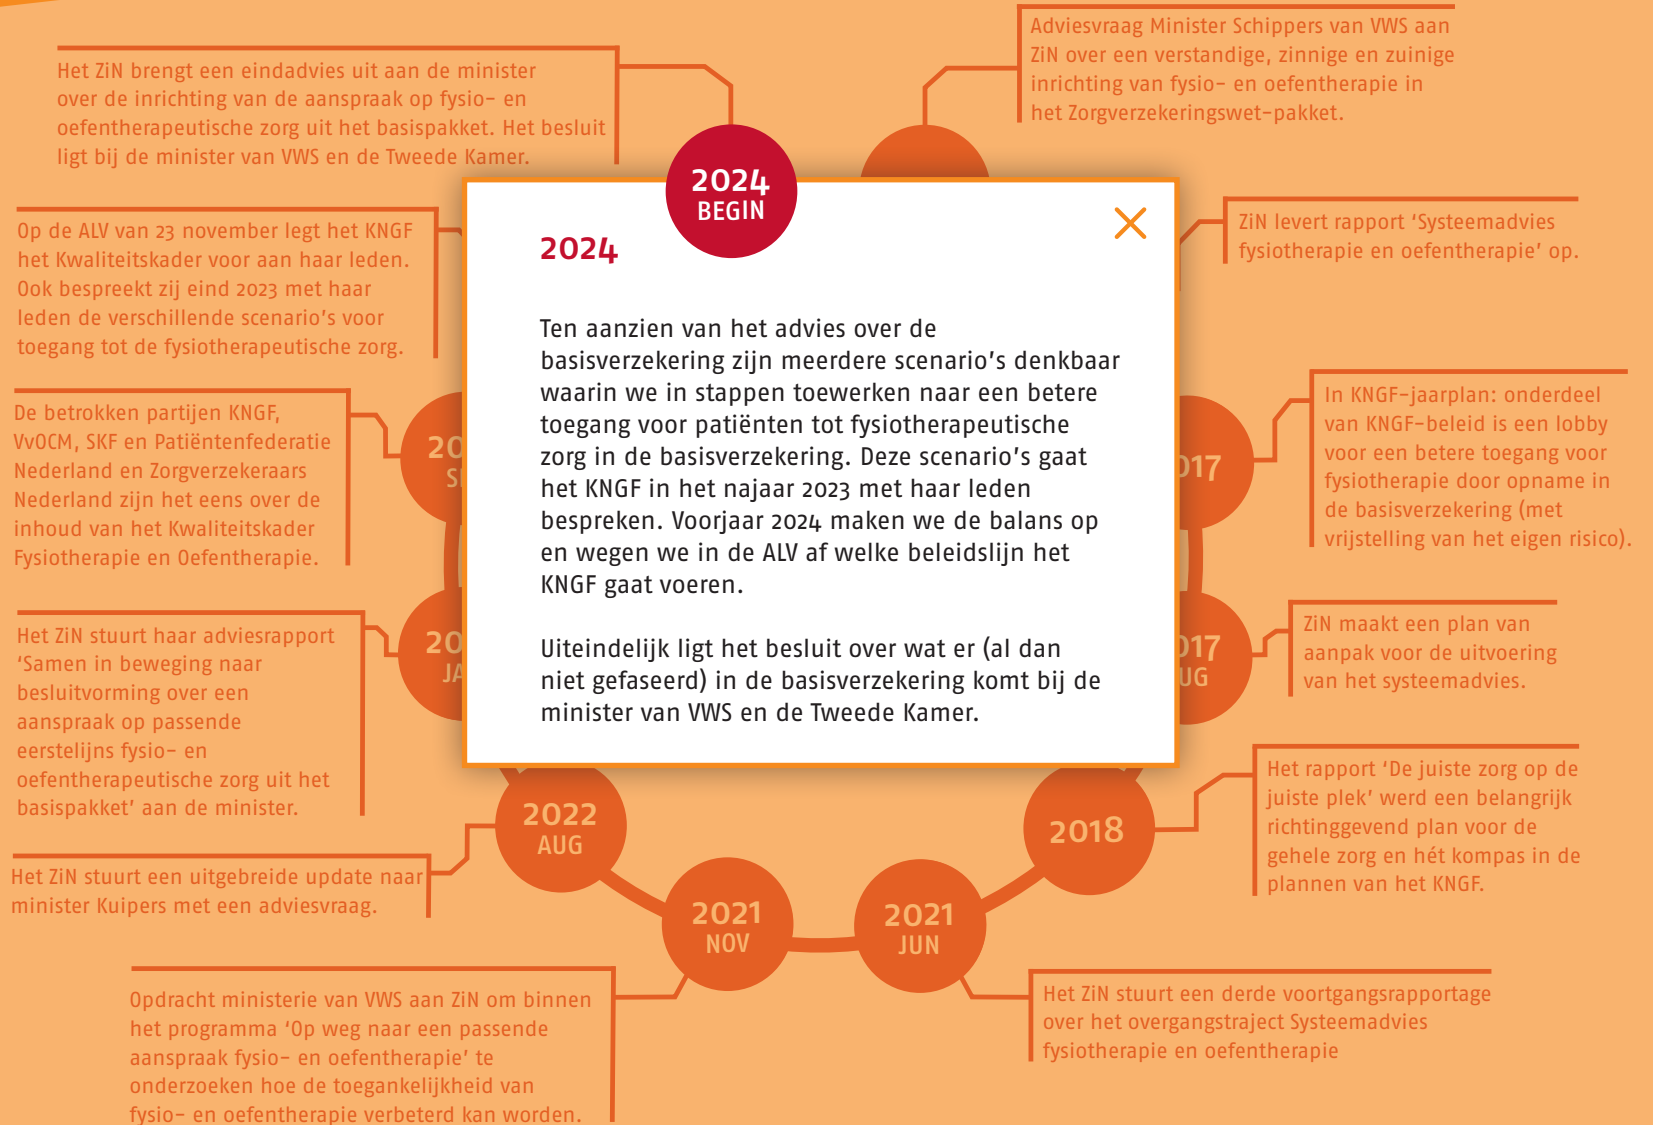 Het ZiN brengt een eindadvies uit aan de minister
over de inrichting van de aanspraak op fysio- en
oefentherapeutische zorg uit het basispakket. Het besluit
ligt bij de minister van VWS en de Tweede Kamer.
Adviesvraag Minister Schippers van VWS aan
ZiN over een verstandige, zinnige en zuinige
inrichting van fysio- en oefentherapie in
het Zorgverzekeringswet-pakket.
2024
BEGIN
Op de ALV van 23 november legt het KNGF
het Kwaliteitskader voor aan haar leden.
Ook bespreekt zij eind 2023 met haar
leden de verschillende scenario's voor
toegang tot de fysiotherapeutische zorg.
ZiN levert rapport ‘Systeemadvies
fysiotherapie en oefentherapie’ op.
2024
Ten aanzien van het advies over de
basisverzekering zijn meerdere scenario’s denkbaar
waarin we in stappen toewerken naar een betere
toegang voor patiënten tot fysiotherapeutische
zorg in de basisverzekering. Deze scenario’s gaat
het KNGF in het najaar 2023 met haar leden
bespreken. Voorjaar 2024 maken we de balans op
en wegen we in de ALV af welke beleidslijn het
KNGF gaat voeren.
Uiteindelijk ligt het besluit over wat er (al dan
niet gefaseerd) in de basisverzekering komt bij de
minister van VWS en de Tweede Kamer.
De betrokken partijen KNGF,
VvOCM, SKF en Patiëntenfederatie
Nederland en Zorgverzekeraars
Nederland zijn het eens over de
inhoud van het Kwaliteitskader
Fysiotherapie en Oefentherapie.
In KNGF-jaarplan: onderdeel
van KNGF-beleid is een lobby
voor een betere toegang voor
fysiotherapie door opname in
de basisverzekering (met
vrijstelling van het eigen risico).
Het ZiN stuurt haar adviesrapport
‘Samen in beweging naar
besluitvorming over een
aanspraak op passende
eerstelijns fysio- en
oefentherapeutische zorg uit het
basispakket’ aan de minister.
ZiN maakt een plan van
aanpak voor de uitvoering
van het systeemadvies.
2022
AUG
Het ZiN stuurt een uitgebreide update naar
minister Kuipers met een adviesvraag.
2018
Het rapport ‘De juiste zorg op de
juiste plek’ werd een belangrijk
richtinggevend plan voor de
gehele zorg en hét kompas in de
plannen van het KNGF.
2021
NOV
2021
JUN
Opdracht ministerie van VWS aan ZiN om binnen
het programma ‘Op weg naar een passende
aanspraak fysio- en oefentherapie’ te
onderzoeken hoe de toegankelijkheid van
fysio- en oefentherapie verbeterd kan worden.
Het ZiN stuurt een derde voortgangsrapportage
over het overgangstraject Systeemadvies
fysiotherapie en oefentherapie